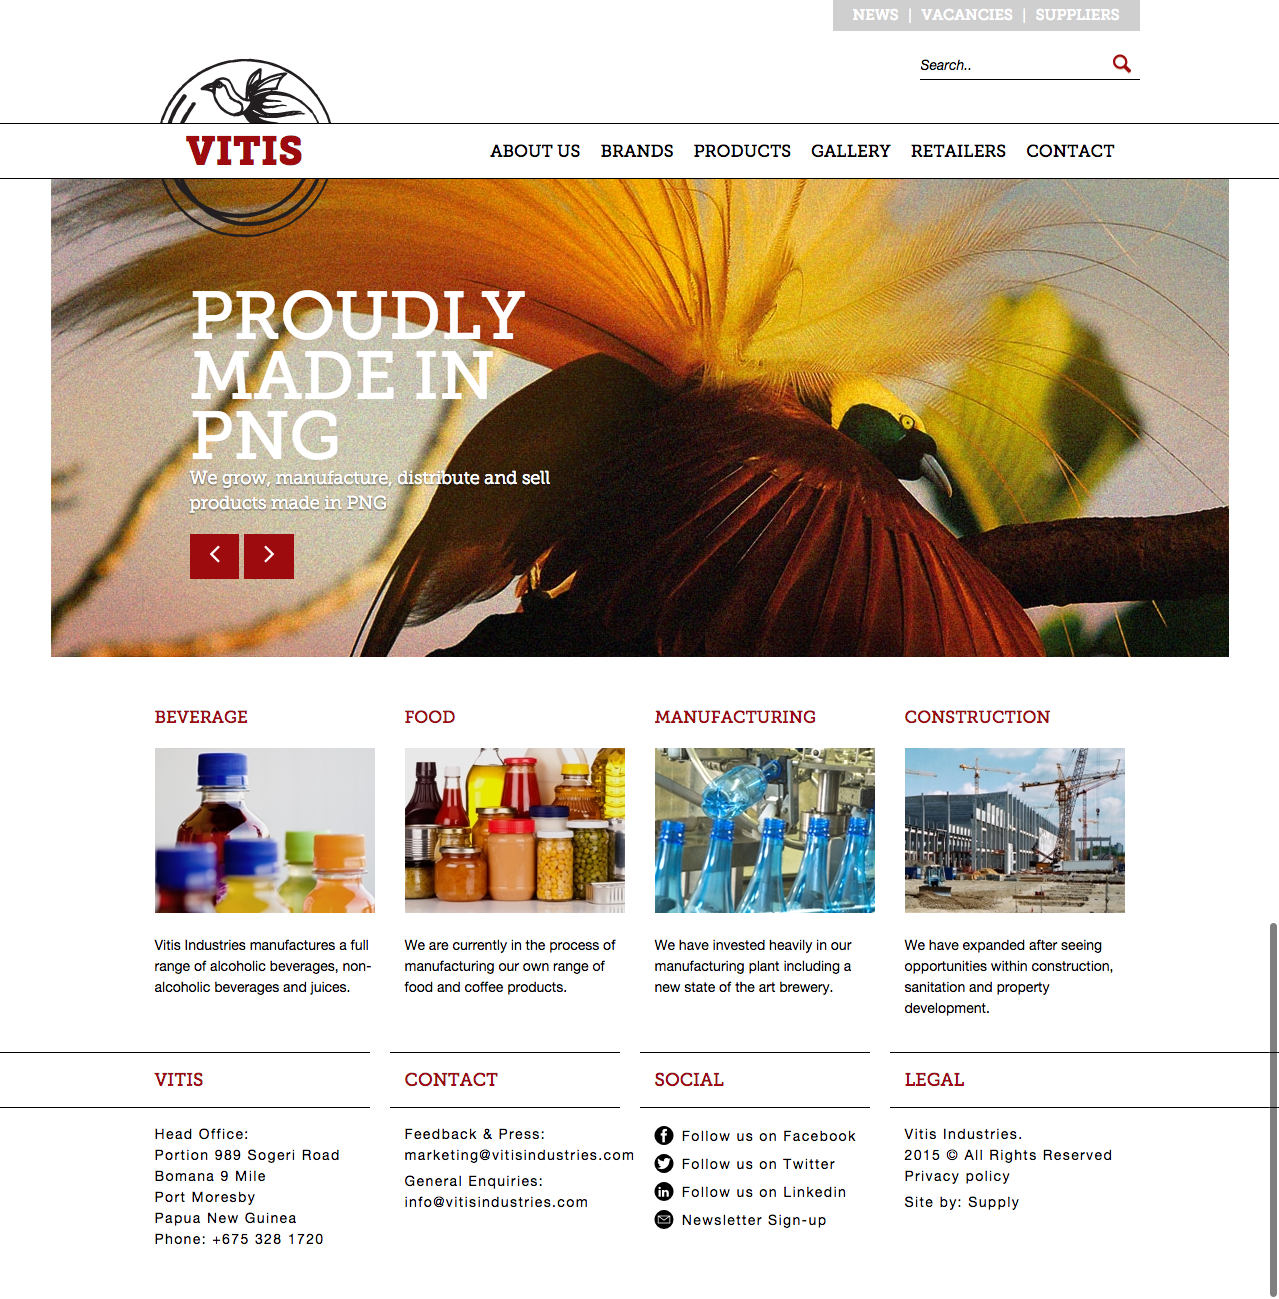 NEWS | VACANCIES | SUPPLIERS
Search..
VITIS
ABOUT US BRANDS PRODUCTS GALLERY RETAILERS CONTACT
PROUDLY
MADE IN
PNG
We grow, manufacture, distribute and sell
products made in PNG
BEVERAGE
Vitis Industries manufactures a full
range of alcoholic beverages, non-
alcoholic beverages and juices.
FOOD
We are currently in the process of
manufacturing our own range of
food and coffee products.
MANUFACTURING
We have invested heavily in our
manufacturing plant including a
new state of the art brewery.
CONSTRUCTION
We have expanded after seeing
opportunities within construction,
sanitation and property
development.
VITIS
Head Office:
Portion 989 Sogeri Road
Bomana 9 Mile
Port Moresby
Papua New Guinea
Phone: +675 328 1720
CONTACT
Feedback & Press:
marketing@vitisindustries.com
General Enquiries:
info@vitisindustries.com
SOCIAL
Follow us on Facebook
Follow us on Twitter
Follow us on Linkedin
Newsletter Sign-up
LEGAL
Vitis Industries.
2015 © All Rights Reserved
Privacy policy
Site by: Supply